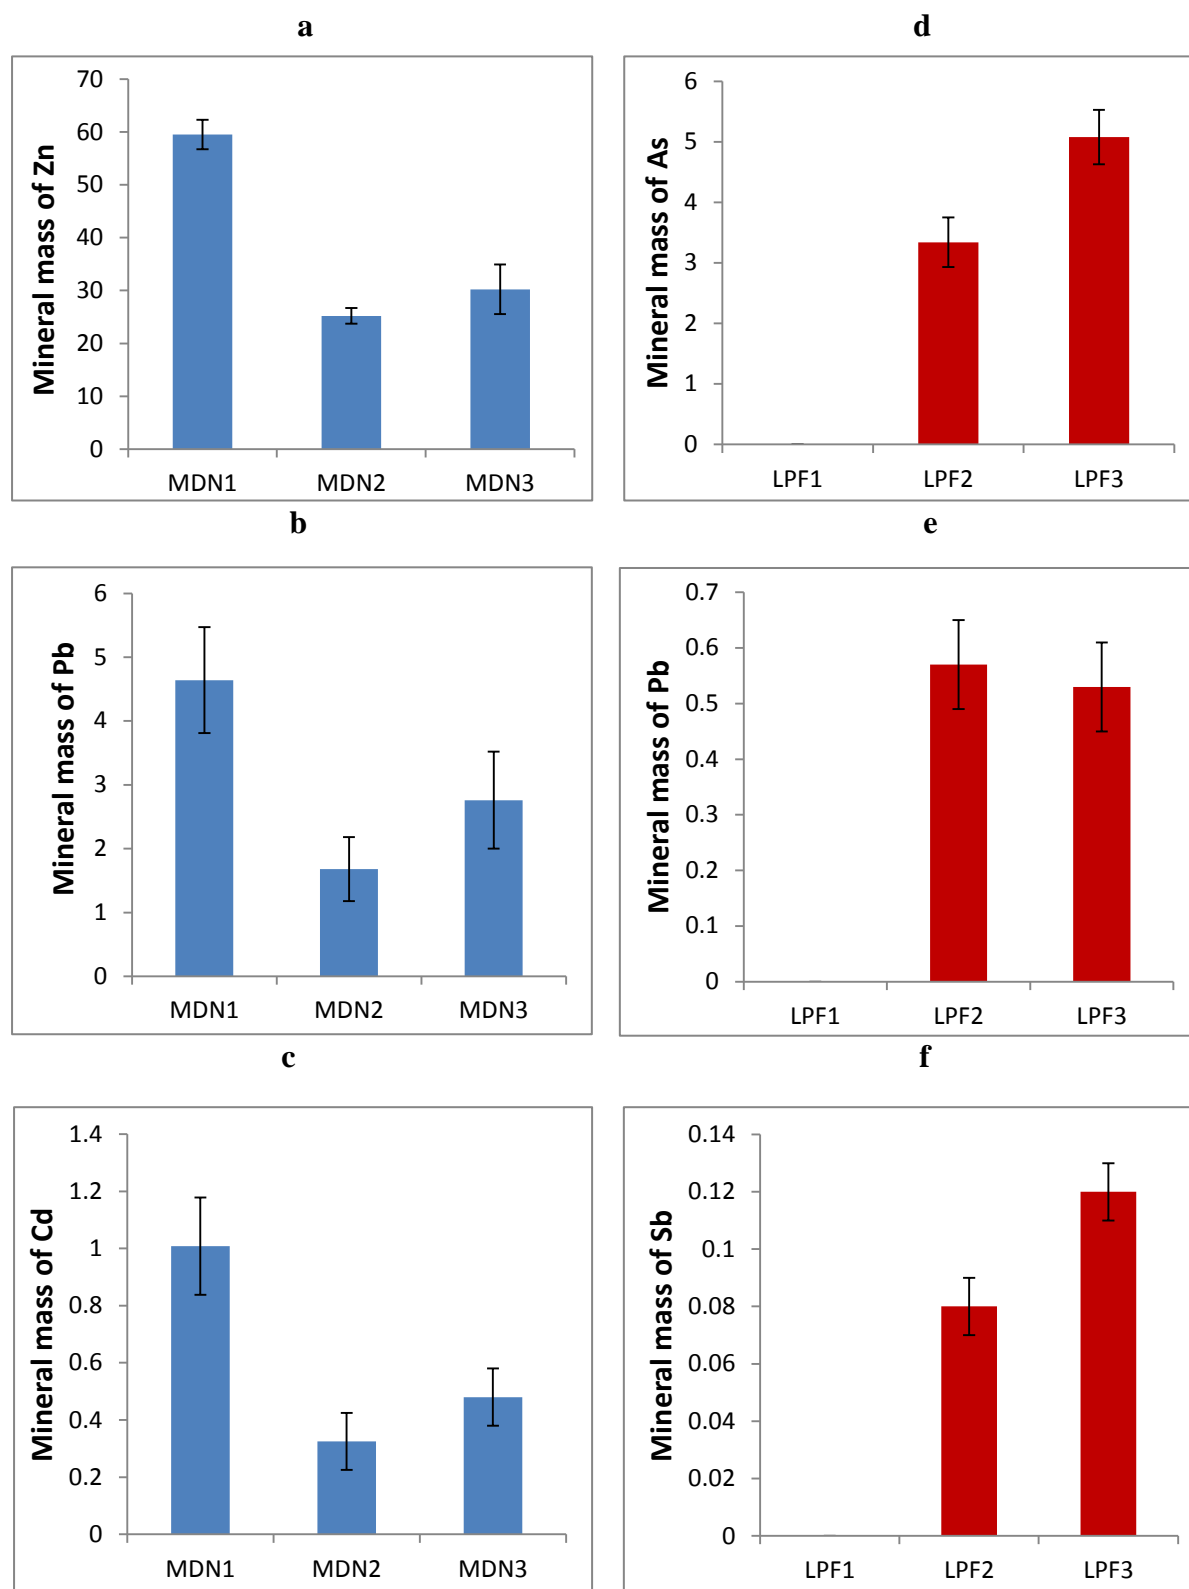 a
Mineral mass of Zn
70
60
50
40
30
20
10
0
MDN1 MDN2 MDN3
d
Mineral mass of As
6
5
4
3
2
1
0
LPF1 LPF2 LPF3
b
Mineral mass of Pb
6
5
4
3
2
1
0
MDN1 MDN2 MDN3
e
Mineral mass of Pb
0.7
0.6
0.5
0.4
0.3
0.2
0.1
0
LPF1 LPF2 LPF3
c
Mineral mass of Cd
1.4
1.2
1
0.8
0.6
0.4
0.2
0
MDN1 MDN2 MDN3
f
Mineral mass of Sb
0.14
0.12
0.1
0.08
0.06
0.04
0.02
0
LPF1 LPF2 LPF3